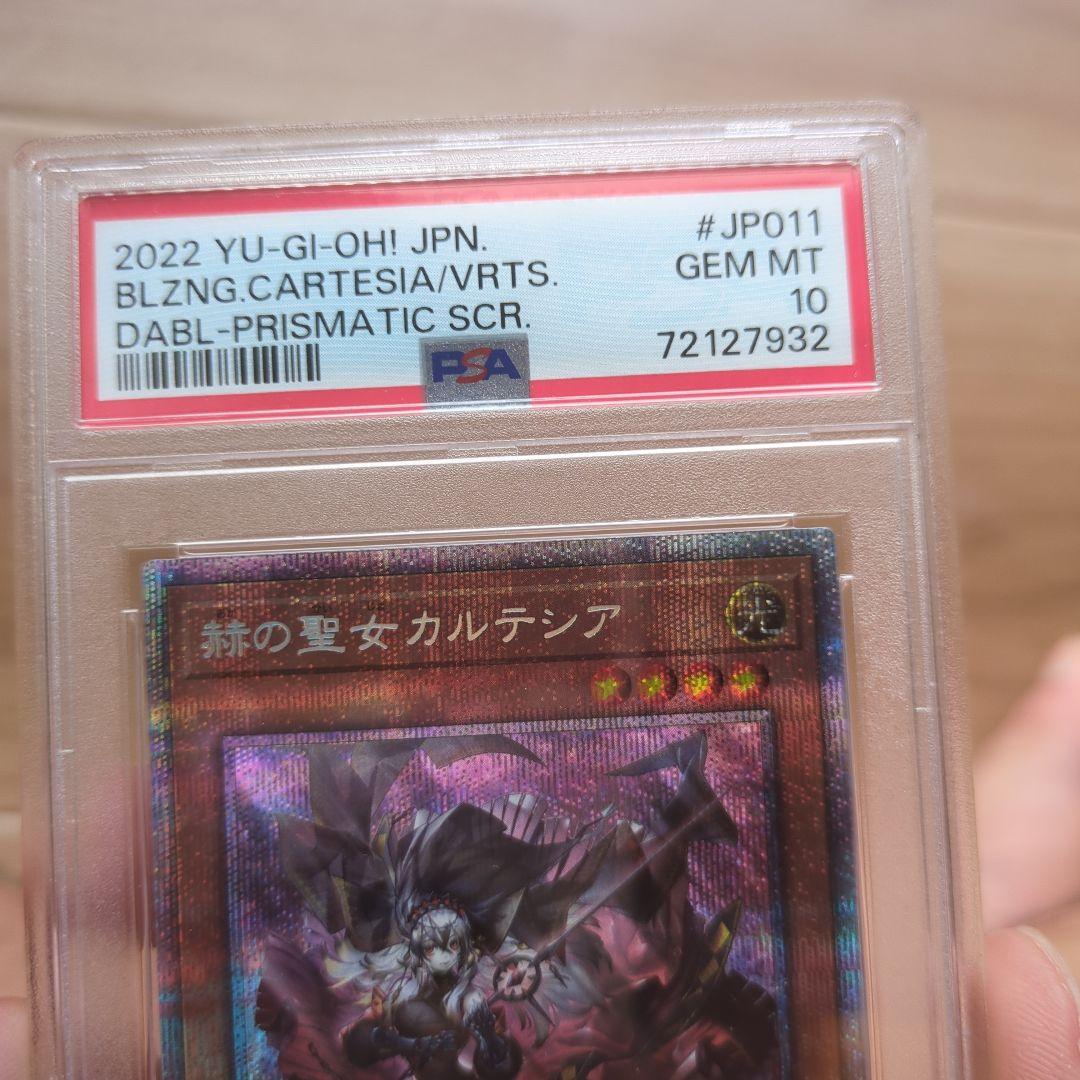 2022 YU-GI-OH! JPN. #JP011
BLZNG.CARTESIA/VRTS. GEM MT
DABL-PRISMATIC SCR. 10
PSA 72127932
赫の聖女カルテシア
光